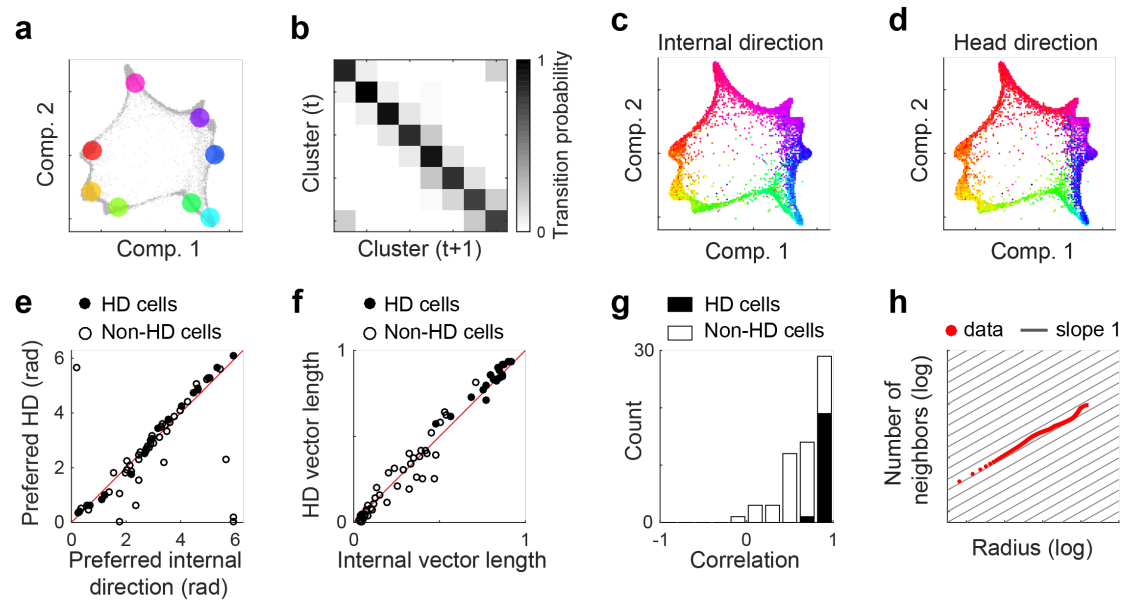 a
Comp. 2
Comp. 1
b
Cluster (t)
Cluster (t+1)
1
0
Transition probability
c
Internal direction
Comp. 2
Comp. 1
d
Head direction
Comp. 2
Comp. 1
e
HD cells
Non-HD cells
Preferred HD (rad)
6
4
2
0
0 2 4 6
Preferred internal
direction (rad)
f
HD cells
Non-HD cells
HD vector length
1
0
0 1
Internal vector length
g
HD cells
Non-HD cells
Count
30
0
-1 0 1
Correlation
h
data slope 1
Number of
neighbors (log)
Radius (log)